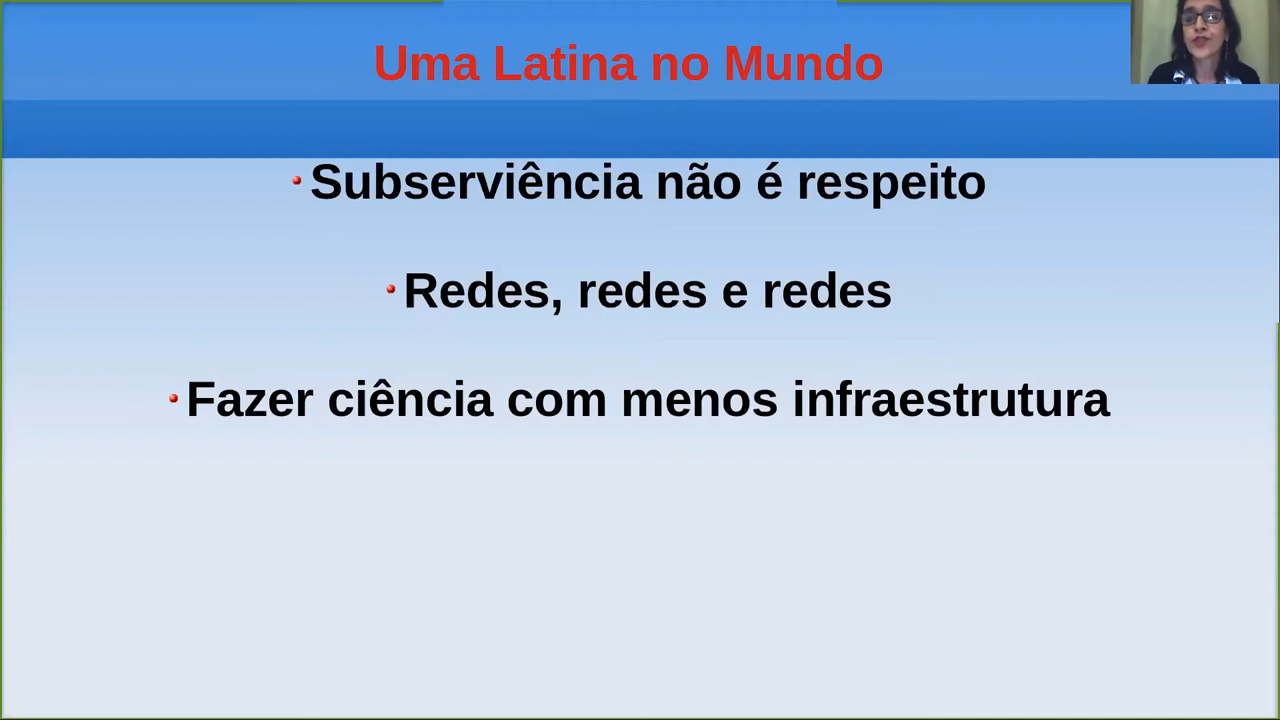 Uma Latina no Mundo
Subserviência não é respeito
Redes, redes e redes
Fazer ciência com menos infraestrutura